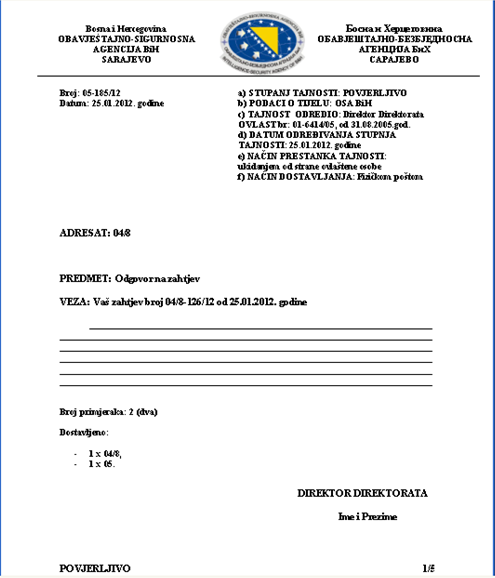 Bosna i Hercegovina
OBAVJEŠTAJNO-SIGURNOSNA
AGENCIJA BiH
SARAJEVO
Босна и Херцеговина
ОБАВЈЕШТАЈНО-БЕЗБЈЕДНОСНА
АГЕНЦИЈА БиХ
САРАЈЕВО
Broj: 05-185/12
Datum: 25.01.2012. godine
a) STUPANJ TAJNOSTI: POVJERLJIVO
b) PODACI O TIJELU: OSA BiH
c) TAJNOST ODREDIO: Direktor Direktorata
OVLAST br: 01-6414/05, od 31.08.2005.god.
d) DATUM ODREĐIVANJA STUPNJA
TAJNOSTI: 25.01.2012. godine
e) NAČIN PRESTANKA TAJNOSTI:
ukidanjem od strane ovlaštene osobe
f) NAČIN DOSTAVLJANJA: Fizičkom poštom
ADRESAT: 04/8
PREDMET: Odgovor na zahtjev
VEZA: Vaš zahtjev broj 04/8-126/12 od 25.01.2012. godine
Broj primjeraka: 2 (dva)
Dostavljeno:
- 1 x 04/8,
- 1 x 05.
DIREKTOR DIREKTORATA
Ime i Prezime
POVJERLJIVO 1/5